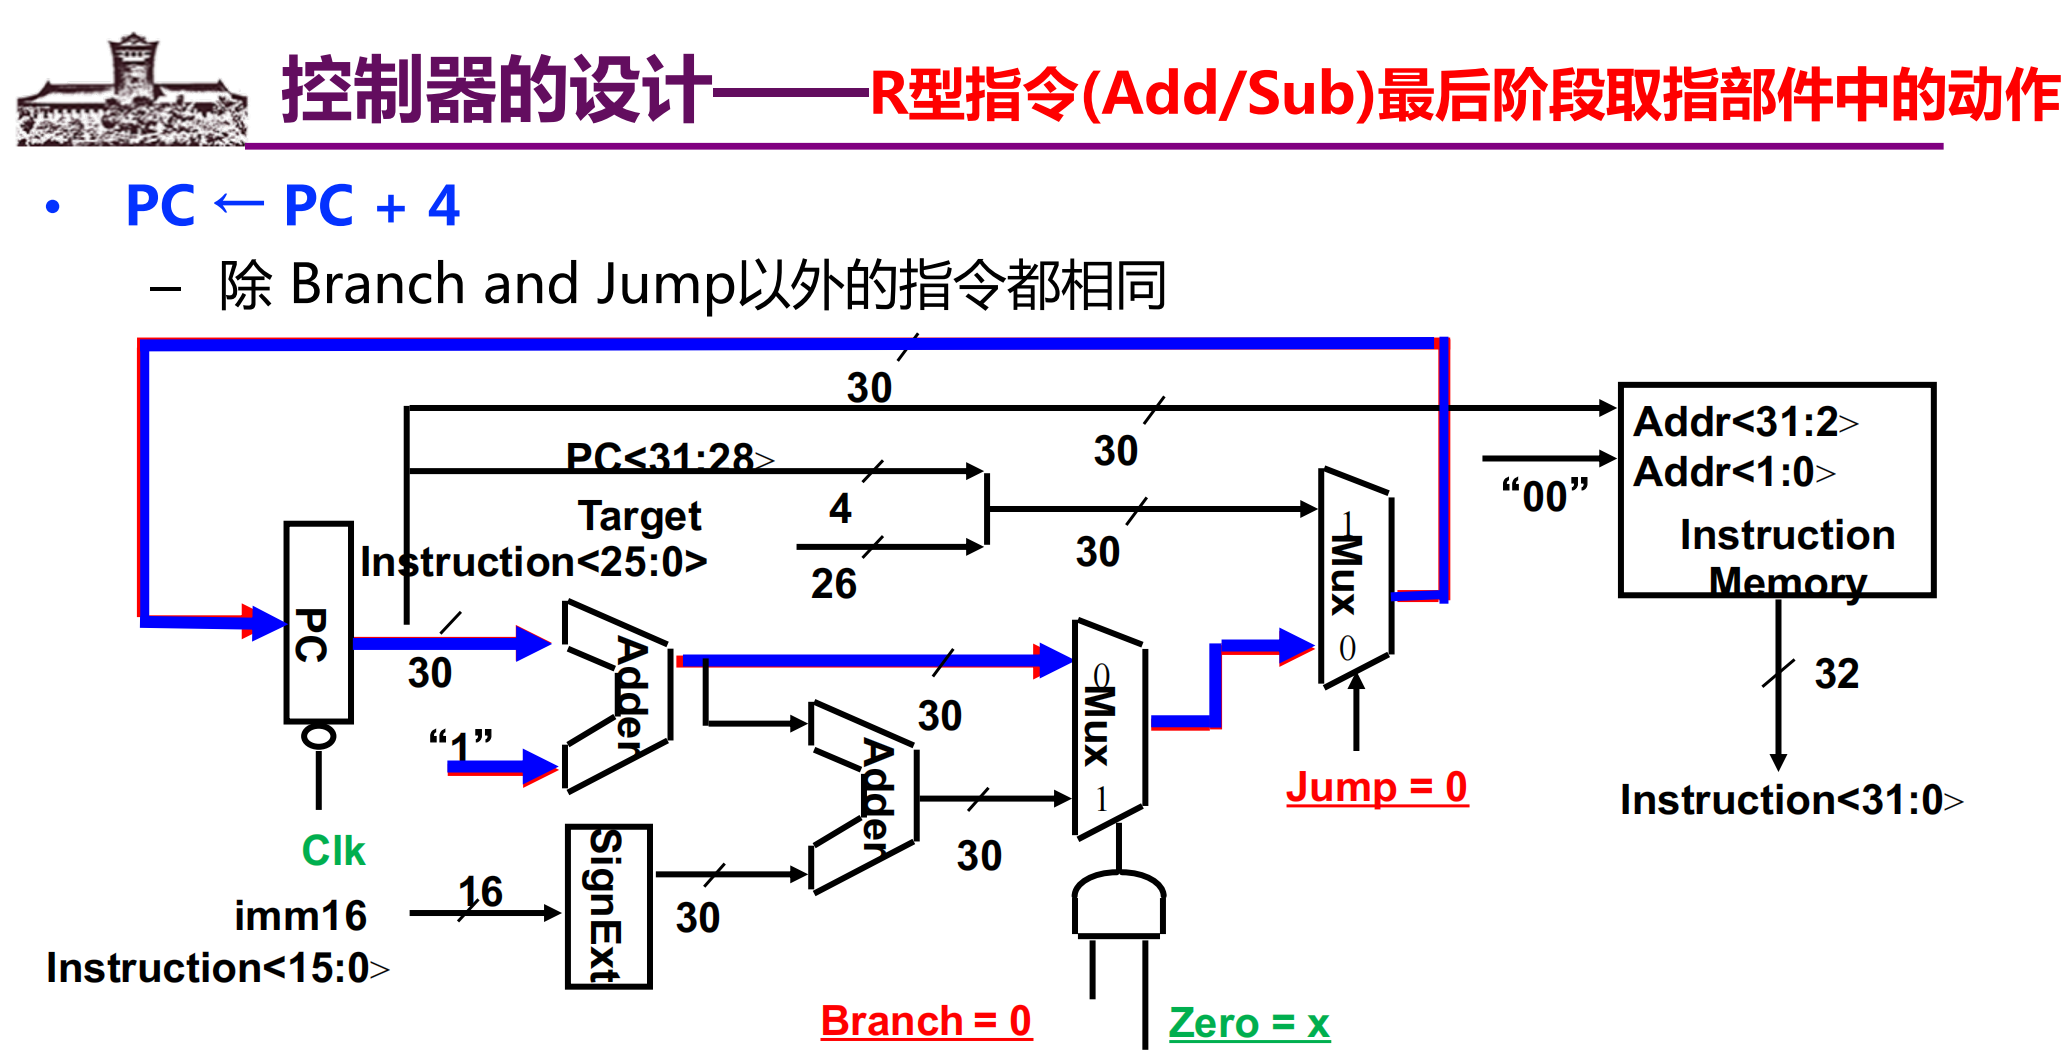 控制器的设计———R型指令(Add/Sub)最后阶段取指部件中的动作
• PC ← PC + 4
– 除 Branch and Jump以外的指令都相同
30
30
PC<31:28>
4
Target
Instruction<25:0>
26
30
Addr<31:2>
Addr<1:0>
“00”
Instruction
Memory
32
Instruction<31:0>
1
Mux
0
Jump = 0
PC
30
“1”
Adder
30
0
Mux
1
Adder
30
Clk
imm16
Instruction<15:0>
16
SignExt
30
Branch = 0
Zero = x